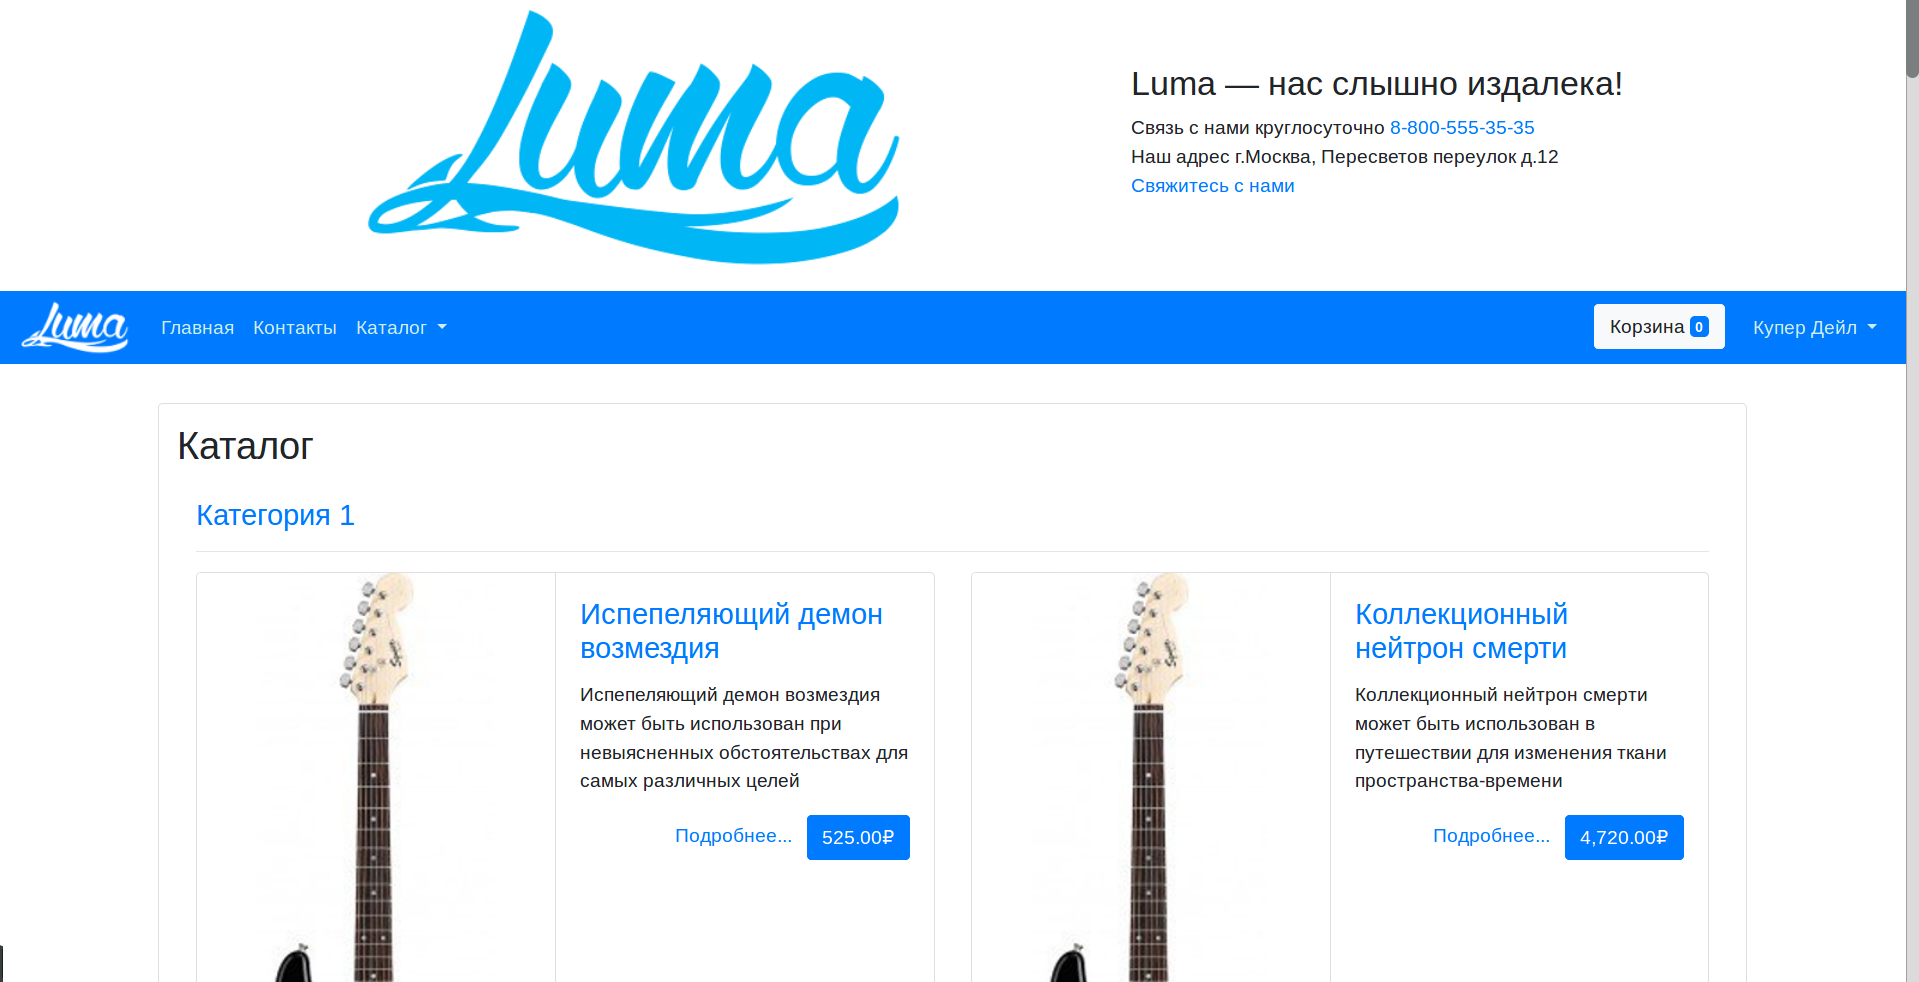 Luma
Luma — нас слышно издалека!
Связь с нами круглосуточно 8-800-555-35-35
Наш адрес г.Москва, Пересветов переулок д.12
Свяжитесь с нами
Luma
Главная
Контакты
Каталог
Корзина 0
Купер Дейл
Каталог
Категория 1
Испепеляющий демон
возмездия
Испепеляющий демон возмездия
может быть использован при
невыясненных обстоятельствах для
самых различных целей
Подробнее...
525.00₽
Коллекционный
нейтрон смерти
Коллекционный нейтрон смерти
может быть использован в
путешествии для изменения ткани
пространства-времени
Подробнее...
4,720.00₽